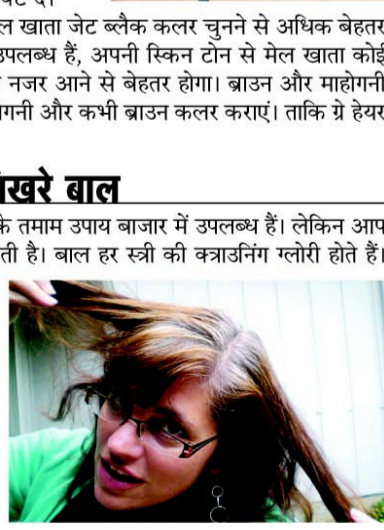 ल खाता जेट ब्लैक कलर चुनने से अधिक बेहतर
उपलब्ध हैं, अपनी स्किन टोन से मेल खाता कोई
नजर आने से बेहतर होगा। ब्राउन और माहोगनी
गनी और कभी ब्राउन कलर कराएं। ताकि ग्रे हेयर
खरे बाल
के तमाम उपाय बाजार में उपलब्ध हैं। लेकिन आप
ती है। बाल हर स्त्री की क्त्राउनिंग ग्लोरी होते हैं।